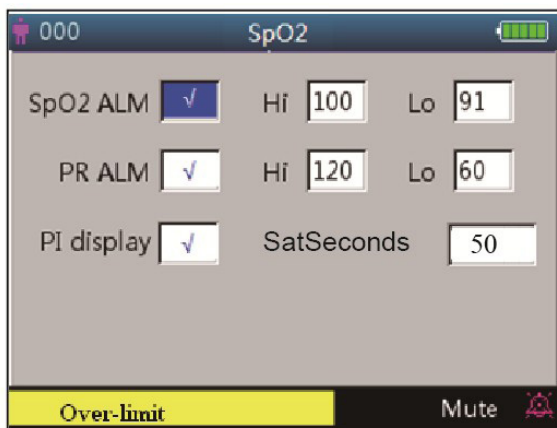 000 SpO2
SpO2 ALM √ Hi 100 Lo 91
PR ALM √ Hi 120 Lo 60
PI display √ SatSeconds 50
Over-limit Mute